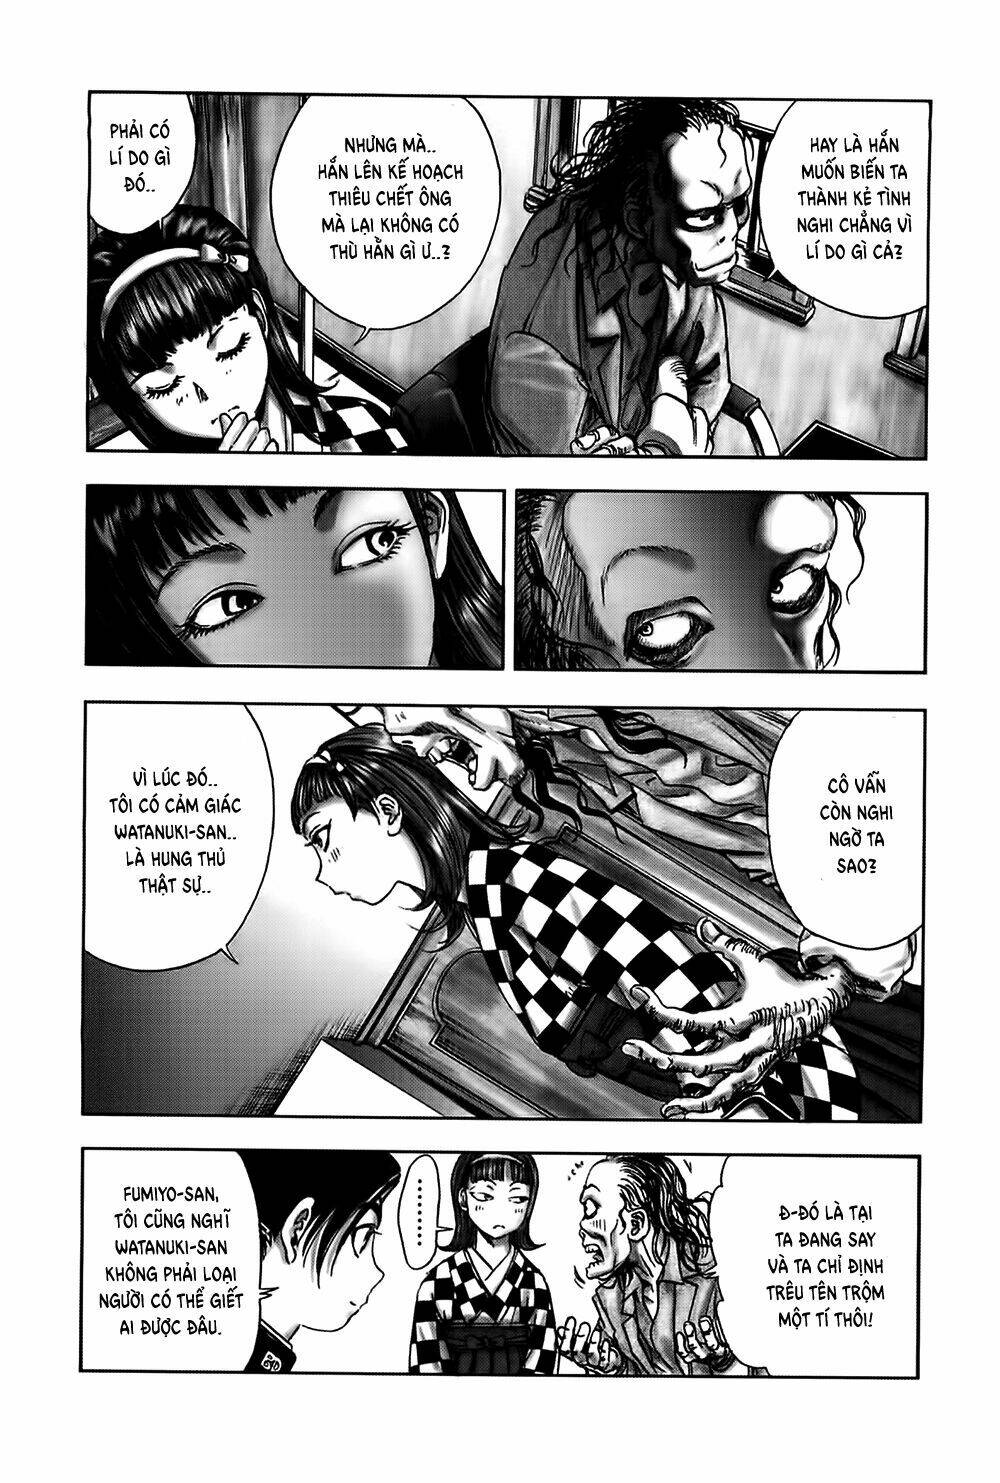 HAY LÀ HẮN
MUỐN BIẾN TA
THÀNH KẺ TÌNH
NGHI CHẲNG VÌ
LÍ DO GÌ CẢ?
NHƯNG MÀ..
HẮN LÊN KẾ HOẠCH
THIÊU CHẾT ÔNG
MÀ LẠI KHÔNG CÓ
THÙ HẰN GÌ Ư..?
PHẢI CÓ
LÍ DO GÌ
ĐÓ..
CÔ VẪN
CÒN NGHI
NGỜ TA
SAO?
VÌ LÚC ĐÓ..
TÔI CÓ CẢM GIÁC
WATANUKI-SAN..
LÀ HUNG THỦ
THẬT SỰ..
Đ-ĐÓ LÀ TẠI
TA ĐANG SAY
VÀ TA CHỈ ĐỊNH
TRÊU TÊN TRỘM
MỘT TÍ THÔI!
........
FUMIYO-SAN,
TÔI CŨNG NGHĨ
WATANUKI-SAN
KHÔNG PHẢI LOẠI
NGƯỜI CÓ THỂ GIẾT
AI ĐƯỢC ĐÂU.